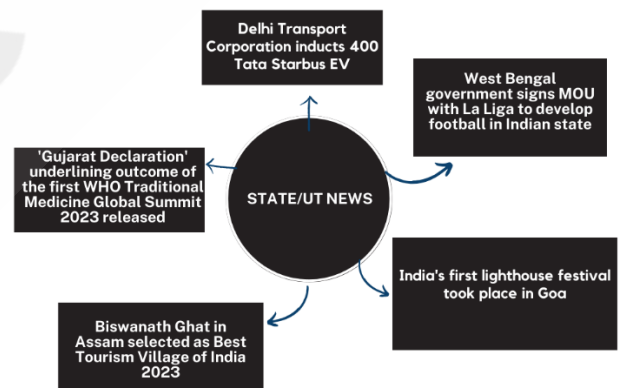 Delhi Transport
Corporation inducts 400
Tata Starbus EV
West Bengal
government signs MOU
with La Liga to develop
football in Indian state
'Gujarat Declaration'
underlining outcome of
the first WHO Traditional
Medicine Global Summit
2023 released
STATE/UT NEWS
India's first lighthouse festival
took place in Goa
Biswanath Ghat in
Assam selected as Best
Tourism Village of India
2023